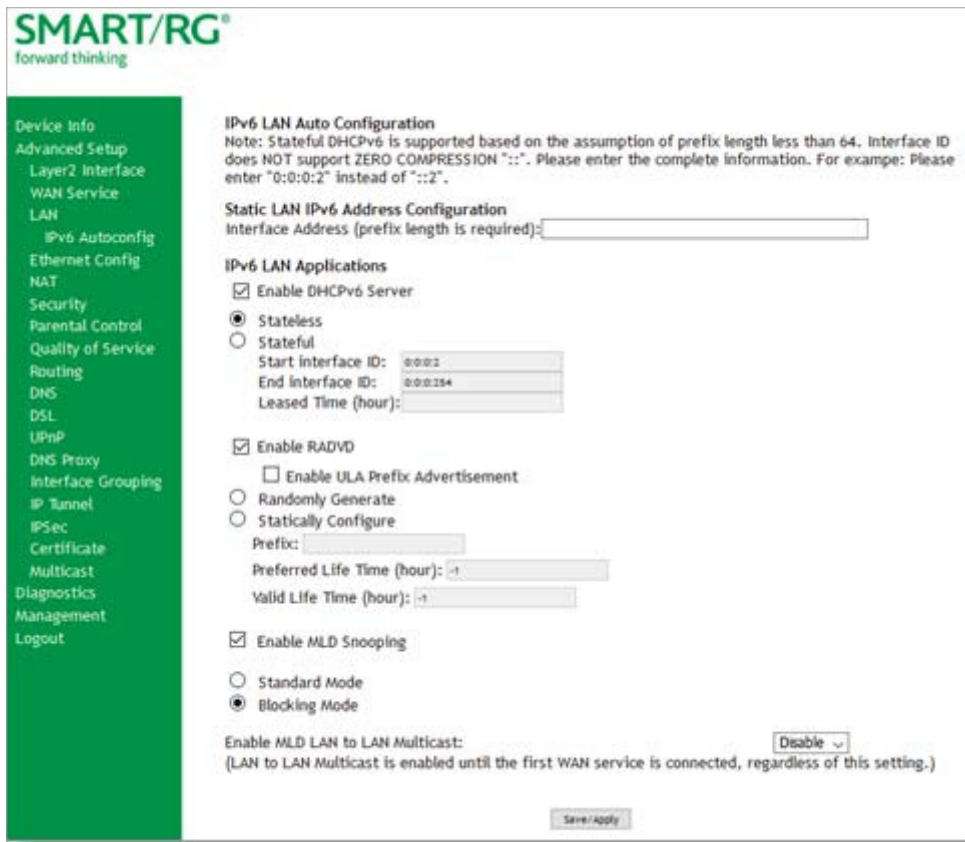 SMART/RG®
forward thinking
Device Info
Advanced Setup
Layer2 Interface
WAN Service
LAN
IPv6 Autoconfig
Ethernet Config
NAT
Security
Parental Control
Quality of Service
Routing
DNS
DSL
UPnP
DNS Proxy
Interface Grouping
IP Tunnel
IPSec
Certificate
Multicast
Diagnostics
Management
Logout
IPv6 LAN Auto Configuration
Note: Stateful DHCPv6 is supported based on the assumption of prefix length less than 64. Interface ID
does NOT support ZERO COMPRESSION "::". Please enter the complete information. For exampe: Please
enter "0:0:0:2" instead of "::2".
Static LAN IPv6 Address Configuration
Interface Address (prefix length is required):
IPv6 LAN Applications
Enable DHCPv6 Server
Stateless
Stateful
Start interface ID: 0:0:0:2
End interface ID: 0:0:0:254
Leased Time (hour):
Enable RADVD
Enable ULA Prefix Advertisement
Randomly Generate
Statically Configure
Prefix:
Preferred Life Time (hour): -1
Valid Life Time (hour): -1
Enable MLD Snooping
Standard Mode
Blocking Mode
Enable MLD LAN to LAN Multicast: Disable
(LAN to LAN Multicast is enabled until the first WAN service is connected, regardless of this setting.)
Save/Apply